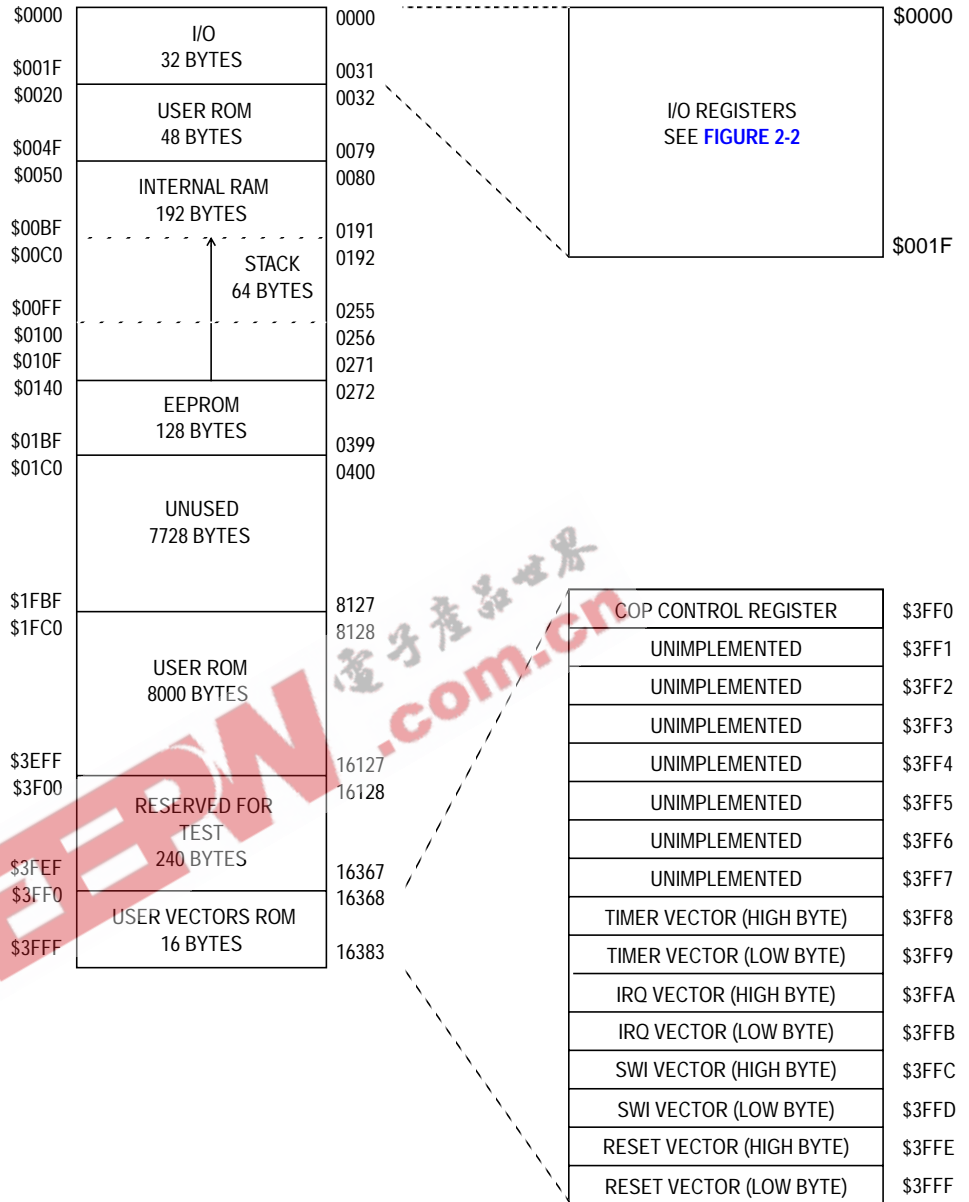 $0000
$001F
$0020
$004F
$0050
$00BF
$00C0
$00FF
$0100
$010F
$0140
$01BF
$01C0
$1FBF
$1FC0
$3EFF
$3F00
$3FEF
$3FF0
$3FFF
I/O
32 BYTES
USER ROM
48 BYTES
INTERNAL RAM
192 BYTES
STACK
64 BYTES
EEPROM
128 BYTES
UNUSED
7728 BYTES
USER ROM
8000 BYTES
RESERVED FOR
TEST
240 BYTES
USER VECTORS ROM
16 BYTES
0000
0031
0032
0079
0080
0191
0192
0255
0256
0271
0272
0399
0400
8127
8128
16127
16128
16367
16368
16383
I/O REGISTERS
SEE FIGURE 2-2
$0000
$001F
COP CONTROL REGISTER $3FF0
UNIMPLEMENTED $3FF1
UNIMPLEMENTED $3FF2
UNIMPLEMENTED $3FF3
UNIMPLEMENTED $3FF4
UNIMPLEMENTED $3FF5
UNIMPLEMENTED $3FF6
UNIMPLEMENTED $3FF7
TIMER VECTOR (HIGH BYTE) $3FF8
TIMER VECTOR (LOW BYTE) $3FF9
IRQ VECTOR (HIGH BYTE) $3FFA
IRQ VECTOR (LOW BYTE) $3FFB
SWI VECTOR (HIGH BYTE) $3FFC
SWI VECTOR (LOW BYTE) $3FFD
RESET VECTOR (HIGH BYTE) $3FFE
RESET VECTOR (LOW BYTE) $3FFF
電子產品世界
EEPW.com.cn